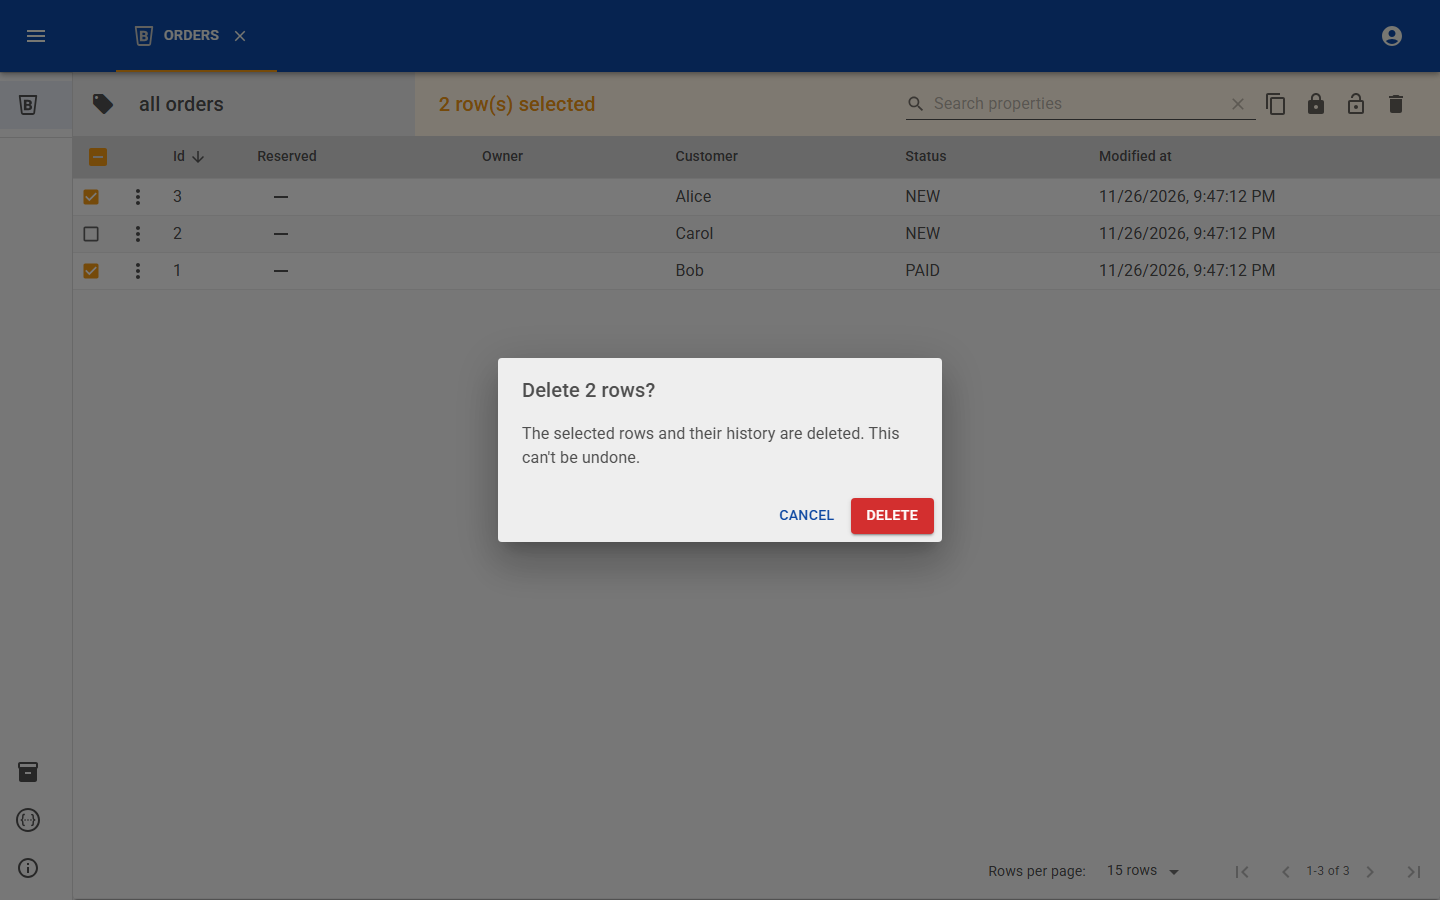 ORDERS
all orders
2 row(s) selected
Search properties
Id Reserved Owner Customer Status Modified at
3 — Alice NEW 11/26/2026, 9:47:12 PM
2 — Carol NEW 11/26/2026, 9:47:12 PM
1 — Bob PAID 11/26/2026, 9:47:12 PM
Delete 2 rows?
The selected rows and their history are deleted. This
can't be undone.
CANCEL DELETE
Rows per page: 15 rows 1-3 of 3